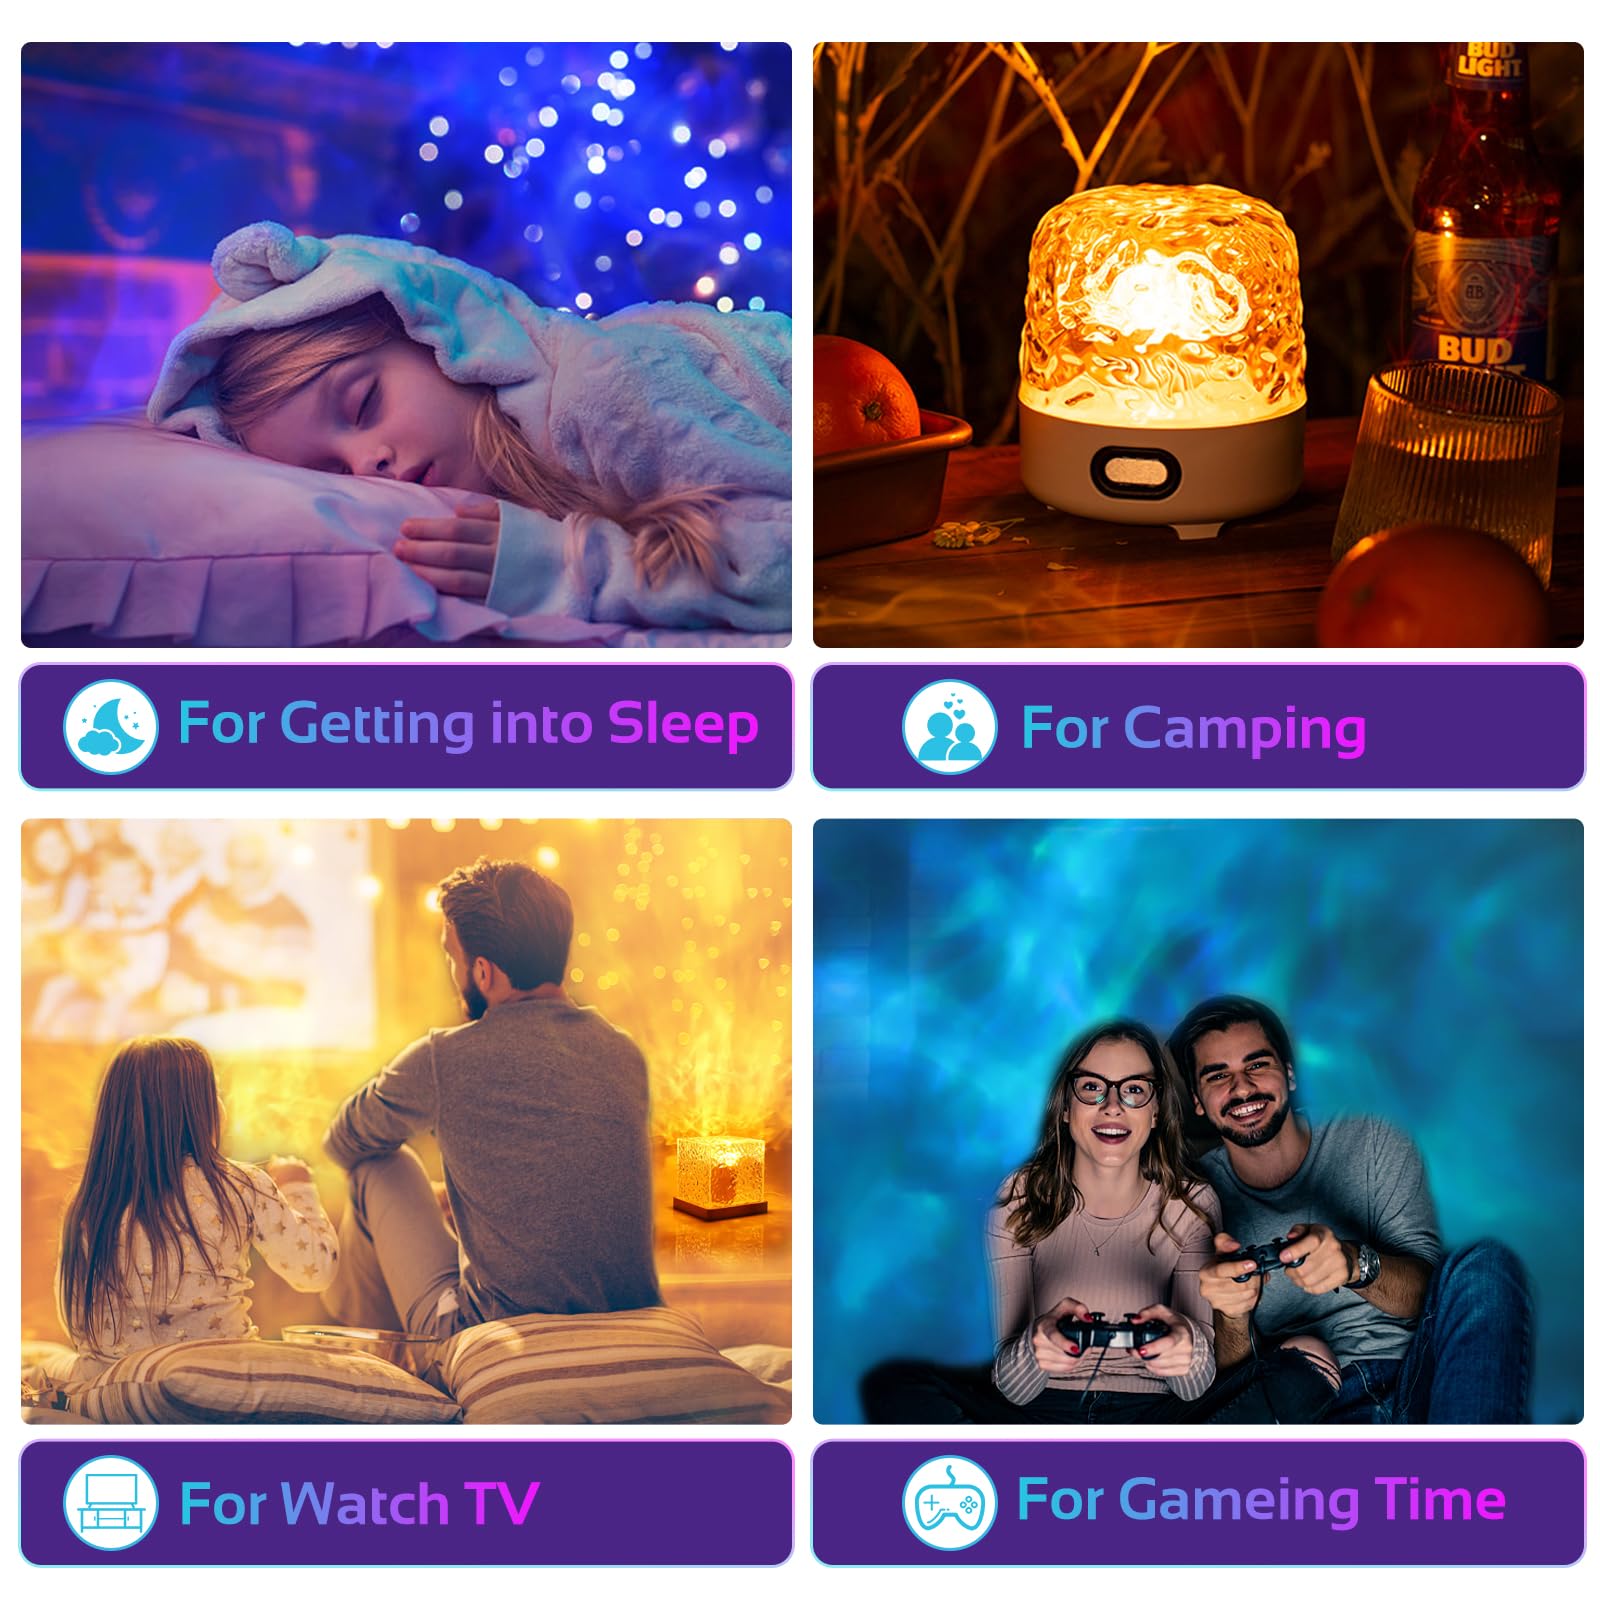 BUD
LIGHT
BUD
For Getting into Sleep
For Camping
For Watch TV
For Gameing Time